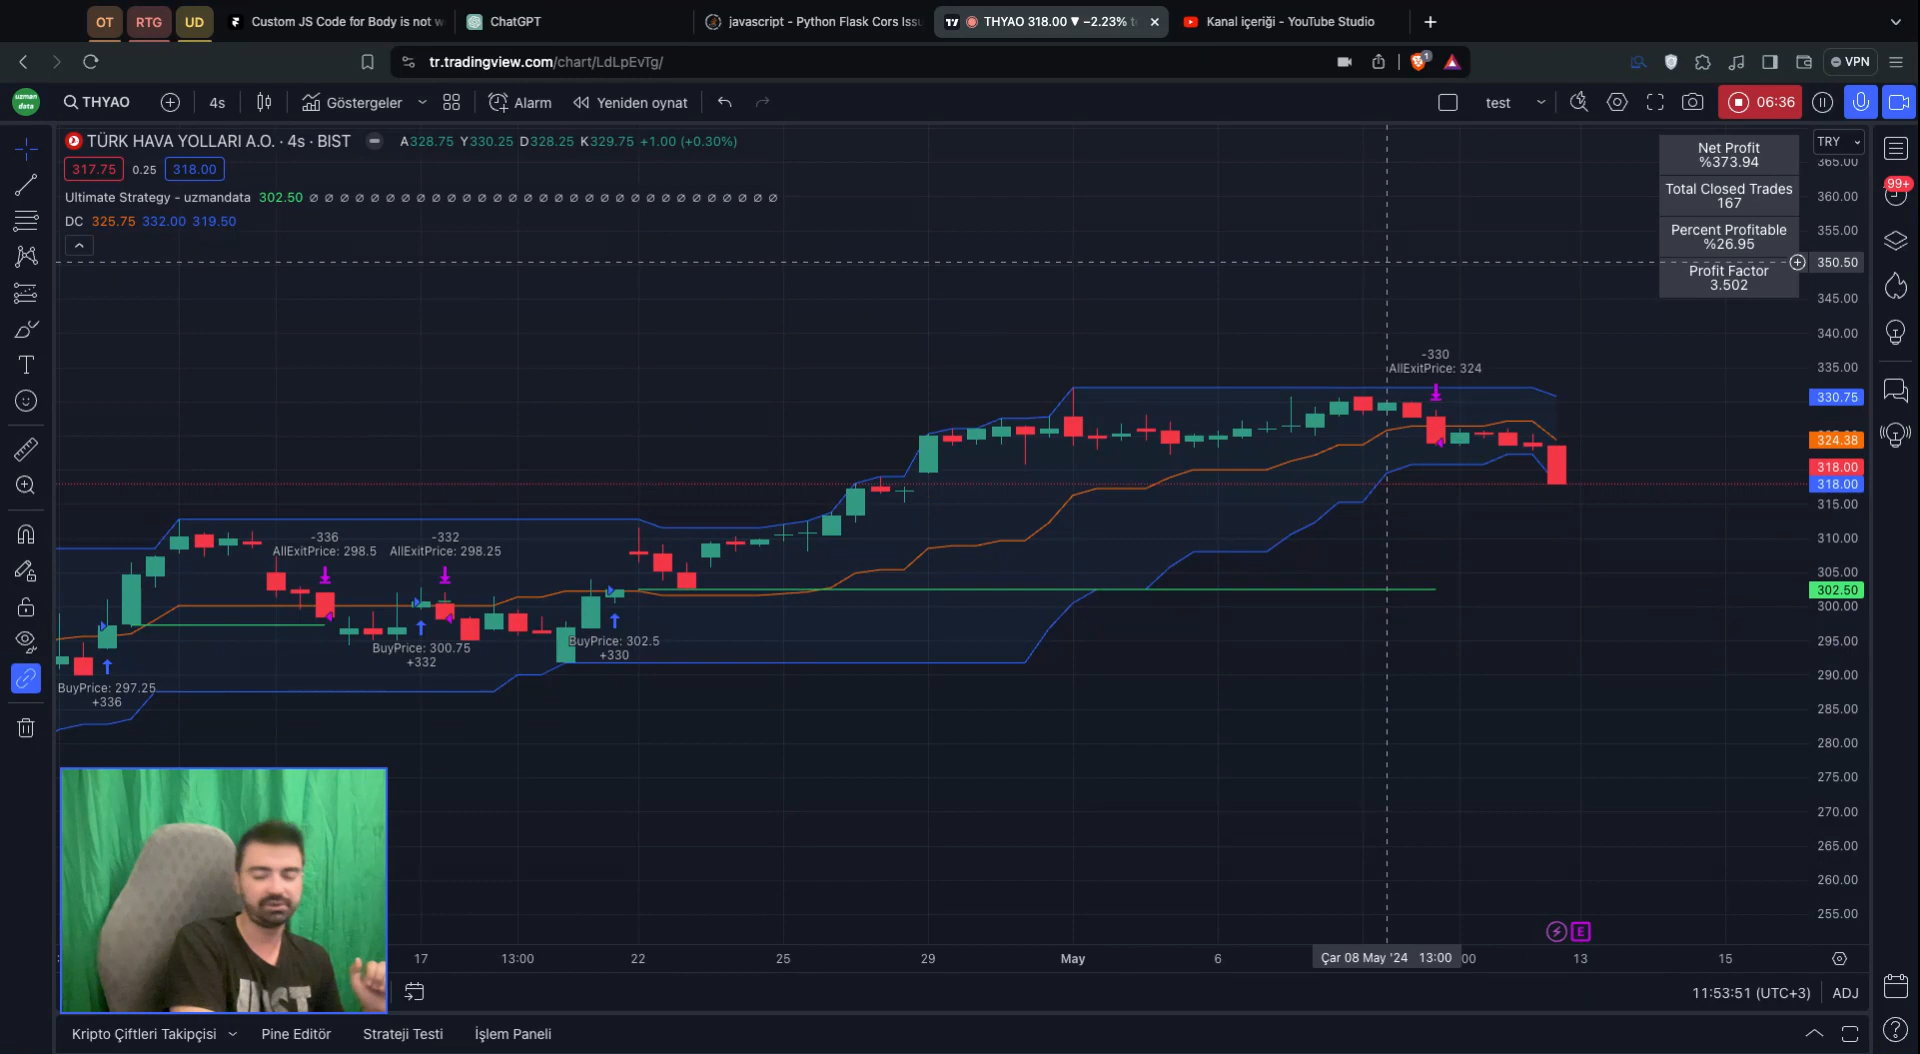 OT
RTG
UD
Custom JS Code for Body is not w
ChatGPT
javascript - Python Flask Cors Issu
THYAO 318.00 ▼ −2.23% t
Kanal içeriği - YouTube Studio
tr.tradingview.com/chart/LdLpEvTg/
1
VPN
uzman data
THYAO
4s
Göstergeler
Alarm
Yeniden oynat
test
06:36
TÜRK HAVA YOLLARI A.O. · 4s · BIST
A328.75 Y330.25 D328.25 K329.75 +1.00 (+0.30%)
317.75
0.25
318.00
Ultimate Strategy - uzmandata 302.50 ∅ ∅ ∅ ∅ ∅ ∅ ∅ ∅ ∅ ∅ ∅ ∅ ∅ ∅ ∅ ∅ ∅ ∅ ∅ ∅ ∅ ∅ ∅ ∅ ∅ ∅ ∅ ∅ ∅ ∅ ∅
DC 325.75 332.00 319.50
Net Profit
%373.94
Total Closed Trades
167
Percent Profitable
%26.95
Profit Factor
3.502
TRY
99+
365.00
360.00
355.00
350.50
345.00
340.00
335.00
330.75
324.38
318.00
318.00
315.00
310.00
305.00
302.50
300.00
295.00
290.00
285.00
280.00
275.00
270.00
265.00
260.00
255.00
-330
AllExitPrice: 324
-336
AllExitPrice: 298.5
-332
AllExitPrice: 298.25
BuyPrice: 300.75
+332
BuyPrice: 302.5
+330
BuyPrice: 297.25
+336
E
17
13:00
22
25
29
May
6
Çar 08 May '24 13:00
:00
13
15
JUST
11:53:51 (UTC+3)
ADJ
Kripto Çiftleri Takipçisi
Pine Editör
Strateji Testi
İşlem Paneli